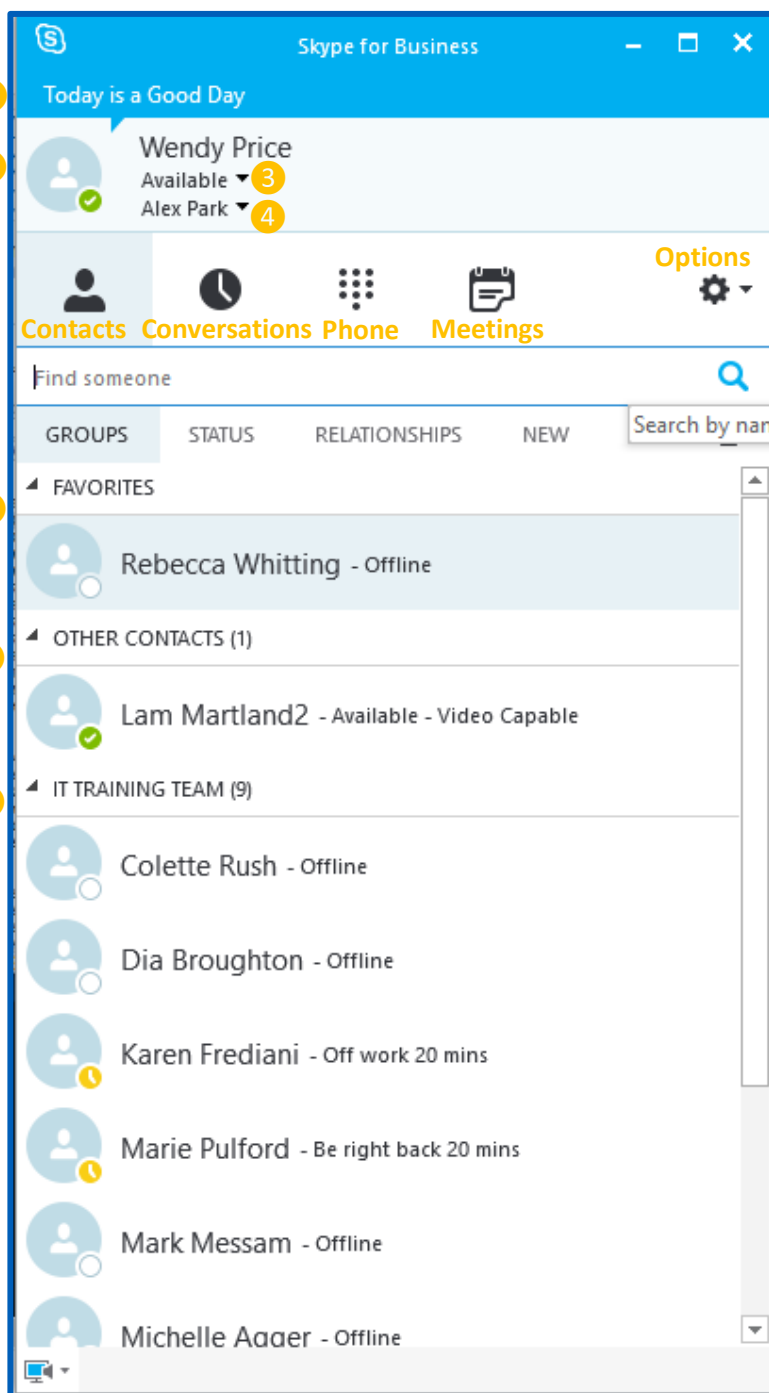 Skype for Business
Today is a Good Day
Wendy Price
Available 3
Alex Park 4
Options
Contacts Conversations Phone Meetings
Find someone
GROUPS STATUS RELATIONSHIPS NEW
Search by
FAVORITES
Rebecca Whitting - Offline
OTHER CONTACTS (1)
Lam Martland2 - Available - Video Capable
IT TRAINING TEAM (9)
Colette Rush - Offline
Dia Broughton - Offline
Karen Frediani - Off work 20 mins
Marie Pulford - Be right back 20 mins
Mark Messam - Offline
Michelle Agger - Offline